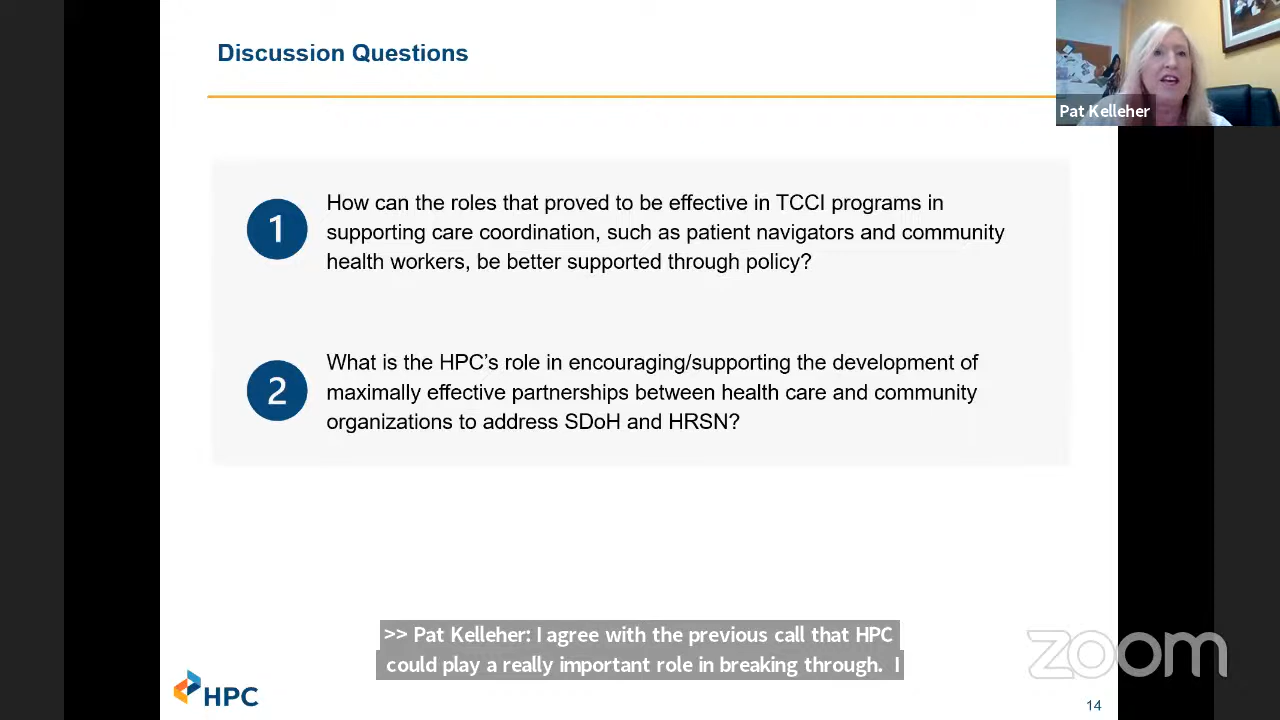 Discussion Questions
Pat Kelleher
1
How can the roles that proved to be effective in TCCI programs in
supporting care coordination, such as patient navigators and community
health workers, be better supported through policy?
2
What is the HPC’s role in encouraging/supporting the development of
maximally effective partnerships between health care and community
organizations to address SDoH and HRSN?
>> Pat Kelleher: I agree with the previous call that HPC
could play a really important role in breaking through. I
zoom
HPC
14